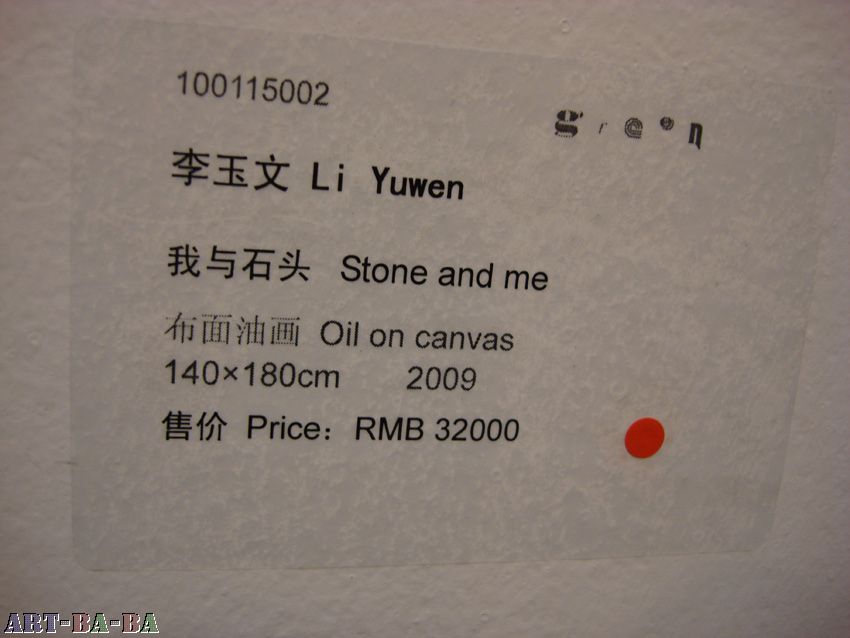 100115002
green
李玉文 Li Yuwen
我与石头 Stone and me
布面油画 Oil on canvas
140×180cm 2009
售价 Price：RMB 32000
ART-BA-BA